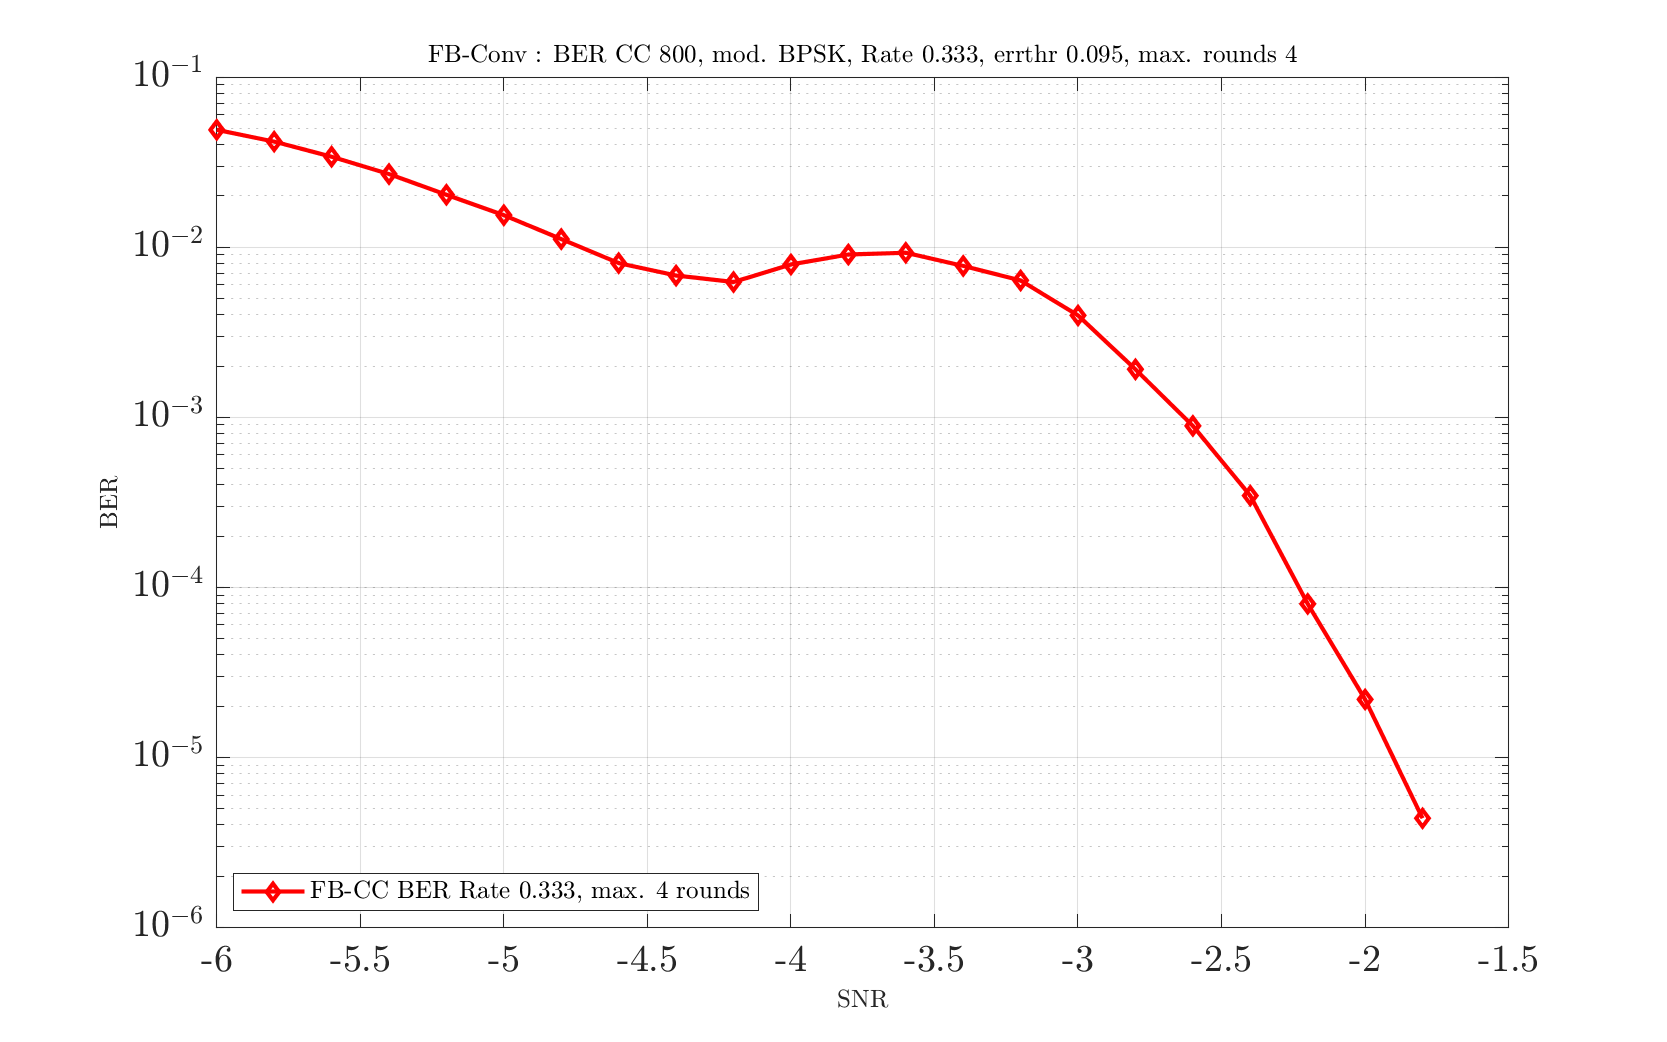 FB-Conv : BER CC 800, mod. BPSK, Rate 0.333, errthr 0.095, max. rounds 4
10^{-1}
10^{-2}
10^{-3}
10^{-4}
10^{-5}
10^{-6}
BER
FB-CC BER Rate 0.333, max. 4 rounds
-6 -5.5 -5 -4.5 -4 -3.5 -3 -2.5 -2 -1.5
SNR